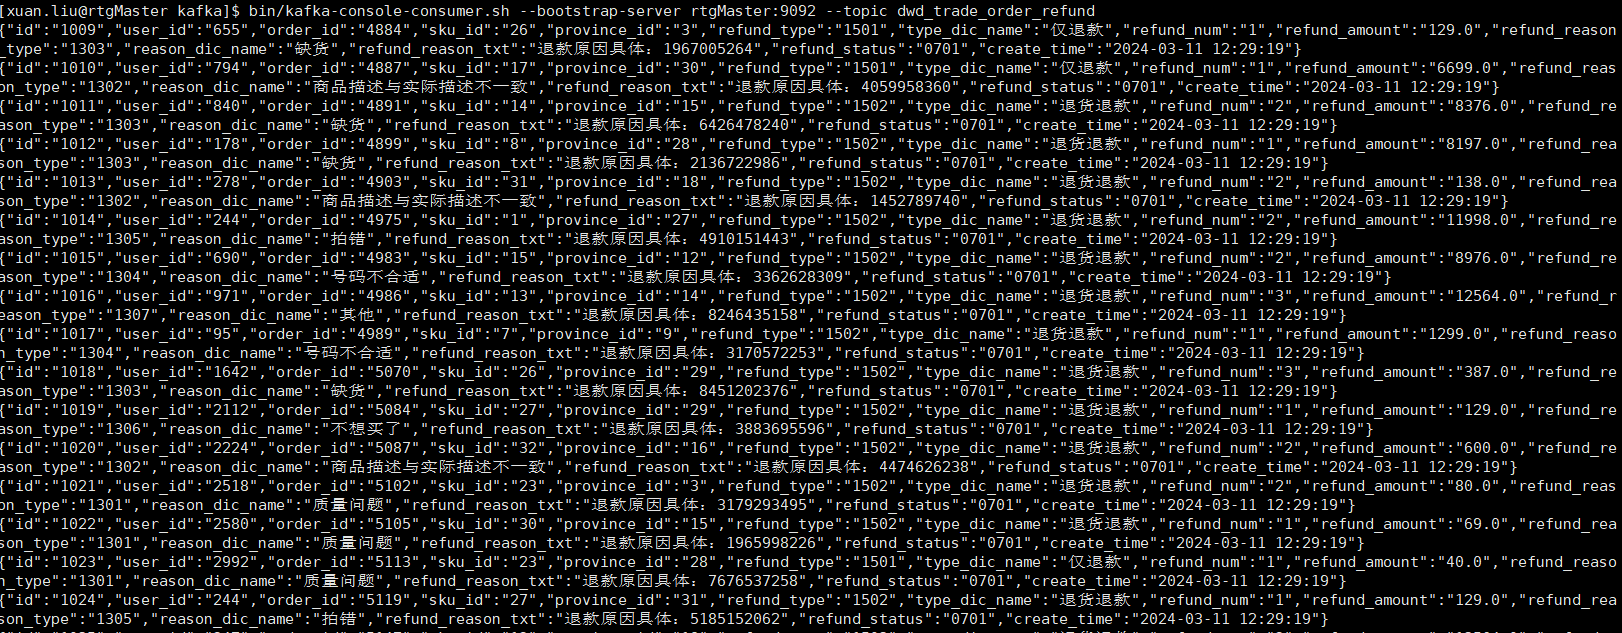 [xuan.liu@rtgMaster kafka]$ bin/kafka-console-consumer.sh --bootstrap-server rtgMaster:9092 --topic dwd_trade_order_refund
{"id":"1009","user_id":"655","order_id":"4884","sku_id":"26","province_id":"3","refund_type":"1501","type_dic_name":"仅退款","refund_num":"1","refund_amount":"129.0","refund_reaso
n_type":"1303","reason_dic_name":"缺货","refund_reason_txt":"退款原因具体：1967005264","refund_status":"0701","create_time":"2024-03-11 12:29:19"}
{"id":"1010","user_id":"794","order_id":"4887","sku_id":"17","province_id":"30","refund_type":"1501","type_dic_name":"仅退款","refund_num":"1","refund_amount":"6699.0","refund_reas
on_type":"1302","reason_dic_name":"商品描述与实际描述不一致","refund_reason_txt":"退款原因具体：4059958360","refund_status":"0701","create_time":"2024-03-11 12:29:19"}
{"id":"1011","user_id":"840","order_id":"4891","sku_id":"14","province_id":"15","refund_type":"1502","type_dic_name":"退货退款","refund_num":"2","refund_amount":"8376.0","refund_re
ason_type":"1303","reason_dic_name":"缺货","refund_reason_txt":"退款原因具体：6426478240","refund_status":"0701","create_time":"2024-03-11 12:29:19"}
{"id":"1012","user_id":"178","order_id":"4899","sku_id":"8","province_id":"28","refund_type":"1502","type_dic_name":"退货退款","refund_num":"1","refund_amount":"8197.0","refund_rea
son_type":"1303","reason_dic_name":"缺货","refund_reason_txt":"退款原因具体：2136722986","refund_status":"0701","create_time":"2024-03-11 12:29:19"}
{"id":"1013","user_id":"278","order_id":"4903","sku_id":"31","province_id":"18","refund_type":"1502","type_dic_name":"退货退款","refund_num":"2","refund_amount":"138.0","refund_rea
son_type":"1302","reason_dic_name":"商品描述与实际描述不一致","refund_reason_txt":"退款原因具体：1452789740","refund_status":"0701","create_time":"2024-03-11 12:29:19"}
{"id":"1014","user_id":"244","order_id":"4975","sku_id":"1","province_id":"27","refund_type":"1502","type_dic_name":"退货退款","refund_num":"2","refund_amount":"11998.0","refund_re
ason_type":"1305","reason_dic_name":"拍错","refund_reason_txt":"退款原因具体：4910151443","refund_status":"0701","create_time":"2024-03-11 12:29:19"}
{"id":"1015","user_id":"690","order_id":"4983","sku_id":"15","province_id":"12","refund_type":"1502","type_dic_name":"退货退款","refund_num":"2","refund_amount":"8976.0","refund_re
ason_type":"1304","reason_dic_name":"号码不合适","refund_reason_txt":"退款原因具体：3362628309","refund_status":"0701","create_time":"2024-03-11 12:29:19"}
{"id":"1016","user_id":"971","order_id":"4986","sku_id":"13","province_id":"14","refund_type":"1502","type_dic_name":"退货退款","refund_num":"3","refund_amount":"12564.0","refund_r
eason_type":"1307","reason_dic_name":"其他","refund_reason_txt":"退款原因具体：8246435158","refund_status":"0701","create_time":"2024-03-11 12:29:19"}
{"id":"1017","user_id":"95","order_id":"4989","sku_id":"7","province_id":"9","refund_type":"1502","type_dic_name":"退货退款","refund_num":"1","refund_amount":"1299.0","refund_reaso
n_type":"1304","reason_dic_name":"号码不合适","refund_reason_txt":"退款原因具体：3170572253","refund_status":"0701","create_time":"2024-03-11 12:29:19"}
{"id":"1018","user_id":"1642","order_id":"5070","sku_id":"26","province_id":"29","refund_type":"1502","type_dic_name":"退货退款","refund_num":"3","refund_amount":"387.0","refund_re
ason_type":"1303","reason_dic_name":"缺货","refund_reason_txt":"退款原因具体：8451202376","refund_status":"0701","create_time":"2024-03-11 12:29:19"}
{"id":"1019","user_id":"2112","order_id":"5084","sku_id":"27","province_id":"29","refund_type":"1502","type_dic_name":"退货退款","refund_num":"1","refund_amount":"129.0","refund_re
ason_type":"1306","reason_dic_name":"不想买了","refund_reason_txt":"退款原因具体：3883695596","refund_status":"0701","create_time":"2024-03-11 12:29:19"}
{"id":"1020","user_id":"2224","order_id":"5087","sku_id":"32","province_id":"16","refund_type":"1502","type_dic_name":"退货退款","refund_num":"2","refund_amount":"600.0","refund_re
ason_type":"1302","reason_dic_name":"商品描述与实际描述不一致","refund_reason_txt":"退款原因具体：4474626238","refund_status":"0701","create_time":"2024-03-11 12:29:19"}
{"id":"1021","user_id":"2518","order_id":"5102","sku_id":"23","province_id":"3","refund_type":"1502","type_dic_name":"退货退款","refund_num":"2","refund_amount":"80.0","refund_reas
on_type":"1301","reason_dic_name":"质量问题","refund_reason_txt":"退款原因具体：3179293495","refund_status":"0701","create_time":"2024-03-11 12:29:19"}
{"id":"1022","user_id":"2580","order_id":"5105","sku_id":"30","province_id":"15","refund_type":"1502","type_dic_name":"退货退款","refund_num":"1","refund_amount":"69.0","refund_rea
son_type":"1301","reason_dic_name":"质量问题","refund_reason_txt":"退款原因具体：1965998226","refund_status":"0701","create_time":"2024-03-11 12:29:19"}
{"id":"1023","user_id":"2992","order_id":"5113","sku_id":"23","province_id":"28","refund_type":"1501","type_dic_name":"仅退款","refund_num":"1","refund_amount":"40.0","refund_reaso
n_type":"1301","reason_dic_name":"质量问题","refund_reason_txt":"退款原因具体：7676537258","refund_status":"0701","create_time":"2024-03-11 12:29:19"}
{"id":"1024","user_id":"244","order_id":"5119","sku_id":"27","province_id":"31","refund_type":"1502","type_dic_name":"退货退款","refund_num":"1","refund_amount":"129.0","refund_rea
son_type":"1305","reason_dic_name":"拍错","refund_reason_txt":"退款原因具体：5185152062","refund_status":"0701","create_time":"2024-03-11 12:29:19"}